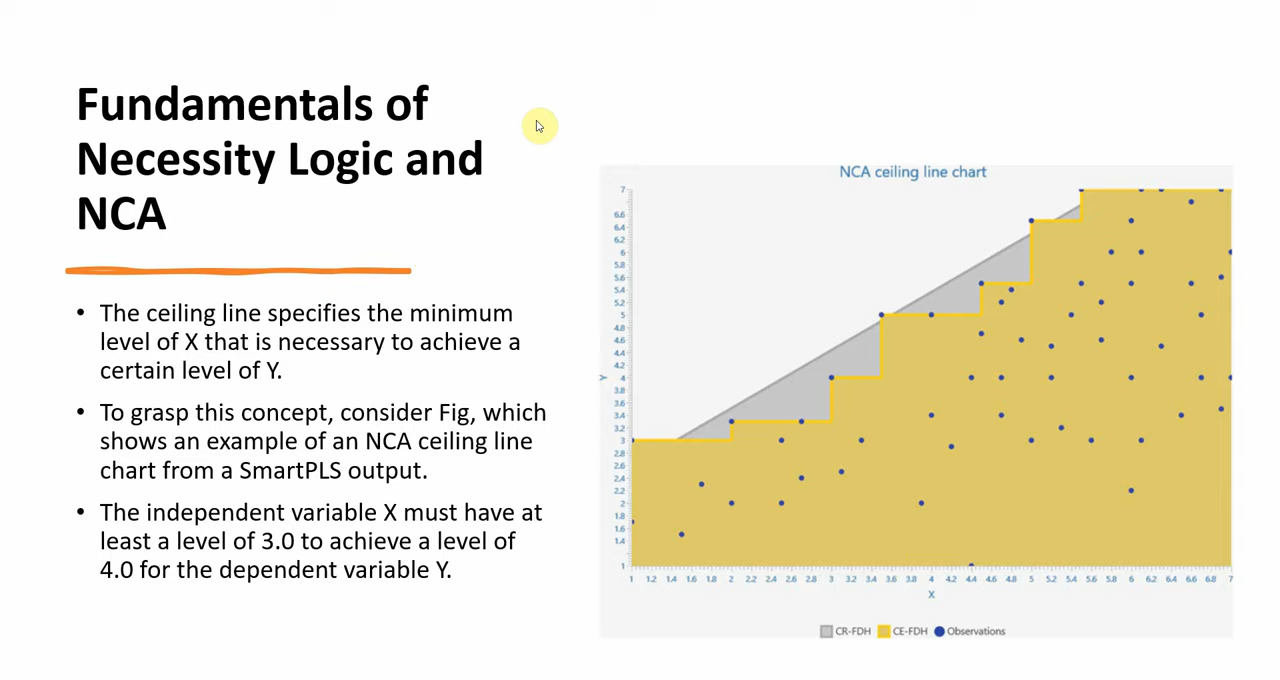 Fundamentals of
Necessity Logic and
NCA
• The ceiling line specifies the minimum
level of X that is necessary to achieve a
certain level of Y.
• To grasp this concept, consider Fig, which
shows an example of an NCA ceiling line
chart from a SmartPLS output.
• The independent variable X must have at
least a level of 3.0 to achieve a level of
4.0 for the dependent variable Y.
NCA ceiling line chart
7
6.6
6.4
6.2
6
5.8
5.6
5.4
5.2
5
4.8
4.6
4.4
4.2
4
3.8
3.6
3.4
3.2
3
2.8
2.6
2.4
2.2
2
1.8
1.6
1.4
1
Y
1 1.2 1.4 1.6 1.8 2 2.2 2.4 2.6 2.8 3 3.2 3.4 3.6 3.8 4 4.2 4.4 4.6 4.8 5 5.2 5.4 5.6 5.8 6 6.2 6.4 6.6 6.8 7
X
CR-FDH CE-FDH Observations